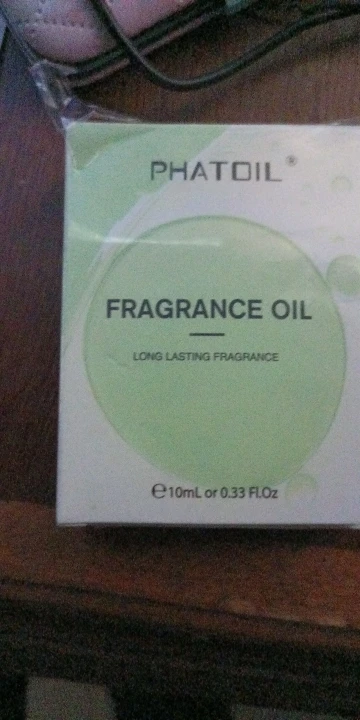 PHATOIL®
FRAGRANCE OIL
LONG LASTING FRAGRANCE
℮10mL or 0.33 Fl.Oz